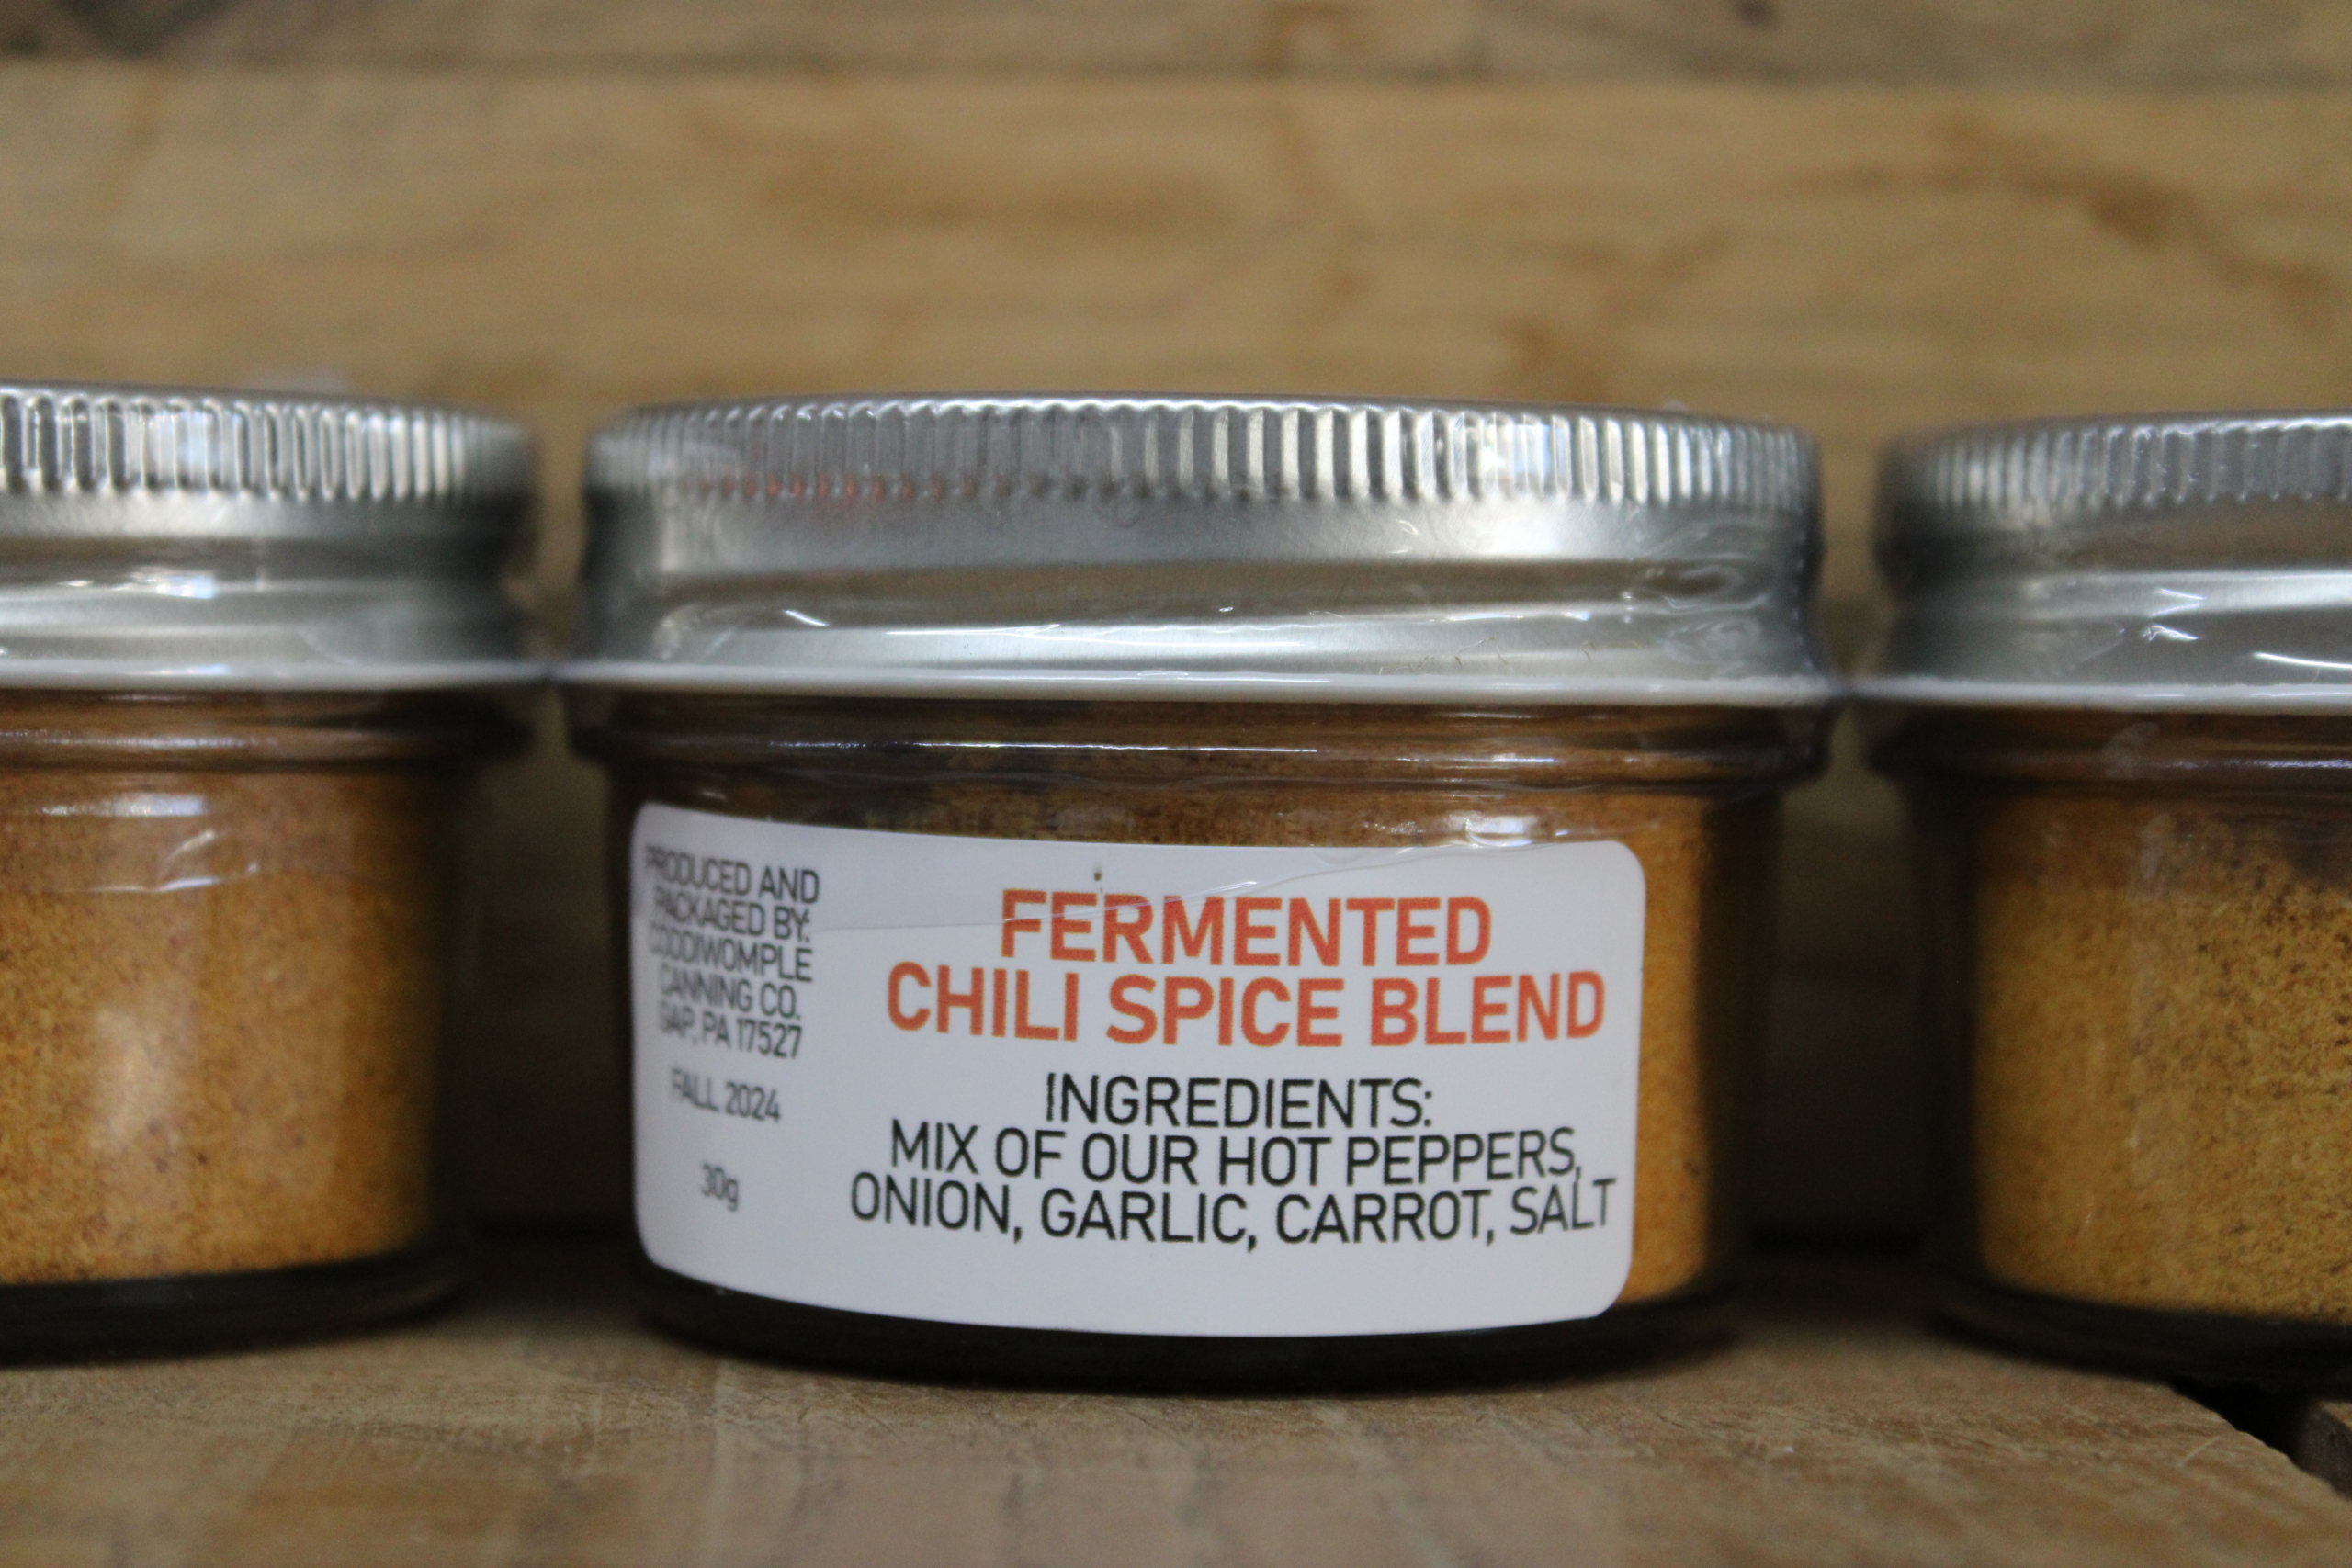 PRODUCED AND
PACKAGED BY:
CODDIWOMPLE
CANNING CO.
GAP, PA 17527
FALL 2024
30g
FERMENTED
CHILI SPICE BLEND
INGREDIENTS:
MIX OF OUR HOT PEPPERS,
ONION, GARLIC, CARROT, SALT